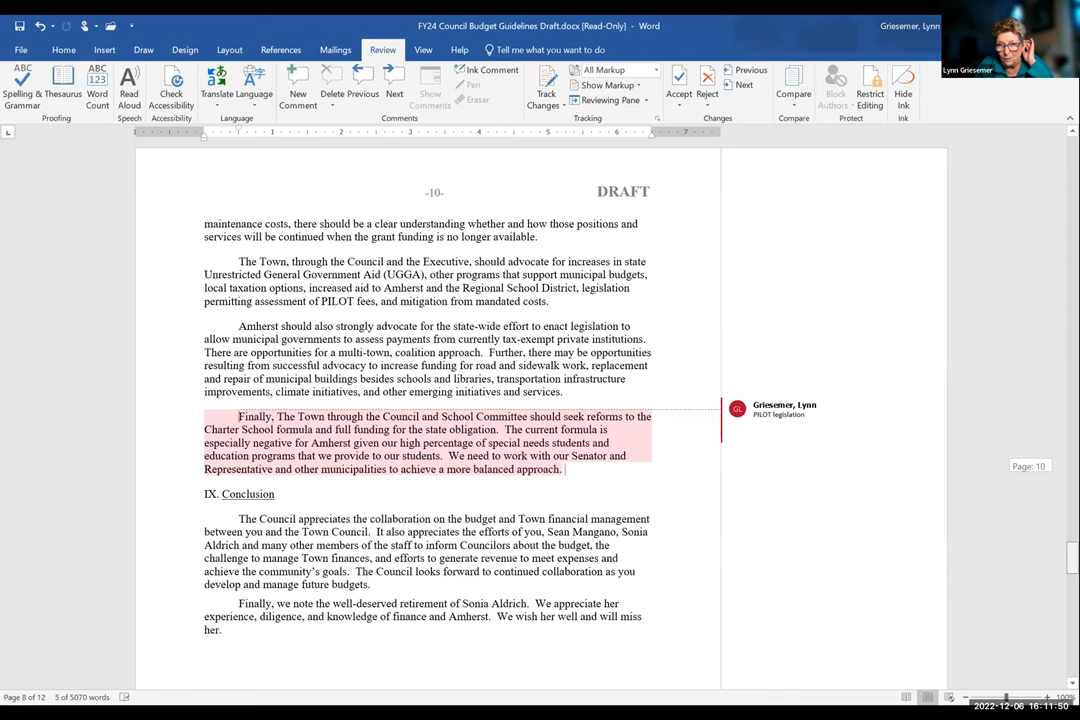 FY24 Council Budget Guidelines Draft.docx [Read-Only] - Word
Griesemer, Lynn
File Home Insert Draw Design Layout References Mailings Review View Help Tell me what you want to do
Lynn Griesemer
ABC
ABC 123
Spelling & Grammar
Thesaurus
Word Count
Read Aloud
Check Accessibility
Translate
Language
New Comment
Delete
Previous
Next
Show Comments
Ink Comment
Pen
Eraser
Track Changes
All Markup
Show Markup
Reviewing Pane
Accept
Reject
Previous
Next
Compare
Block Authors
Restrict Editing
Hide Ink
Proofing Speech Accessibility Language Comments Tracking Changes Compare Protect Ink
1 1 2 3 4 5 6 7
-10- DRAFT
maintenance costs, there should be a clear understanding whether and how those positions and
services will be continued when the grant funding is no longer available.
The Town, through the Council and the Executive, should advocate for increases in state
Unrestricted General Government Aid (UGGA), other programs that support municipal budgets,
local taxation options, increased aid to Amherst and the Regional School District, legislation
permitting assessment of PILOT fees, and mitigation from mandated costs.
Amherst should also strongly advocate for the state-wide effort to enact legislation to
allow municipal governments to assess payments from currently tax-exempt private institutions.
There are opportunities for a multi-town, coalition approach. Further, there may be opportunities
resulting from successful advocacy to increase funding for road and sidewalk work, replacement
and repair of municipal buildings besides schools and libraries, transportation infrastructure
improvements, climate initiatives, and other emerging initiatives and services.
Finally, The Town through the Council and School Committee should seek reforms to the
Charter School formula and full funding for the state obligation. The current formula is
especially negative for Amherst given our high percentage of special needs students and
education programs that we provide to our students. We need to work with our Senator and
Representative and other municipalities to achieve a more balanced approach.
GL Griesemer, Lynn
PILOT legislation
Page: 10
IX. Conclusion
The Council appreciates the collaboration on the budget and Town financial management
between you and the Town Council. It also appreciates the efforts of you, Sean Mangano, Sonia
Aldrich and many other members of the staff to inform Councilors about the budget, the
challenge to manage Town finances, and efforts to generate revenue to meet expenses and
achieve the community's goals. The Council looks forward to continued collaboration as you
develop and manage future budgets.
Finally, we note the well-deserved retirement of Sonia Aldrich. We appreciate her
experience, diligence, and knowledge of finance and Amherst. We wish her well and will miss
her.
Page 8 of 12 5 of 5070 words
100%
2022-12-06 16:11:50